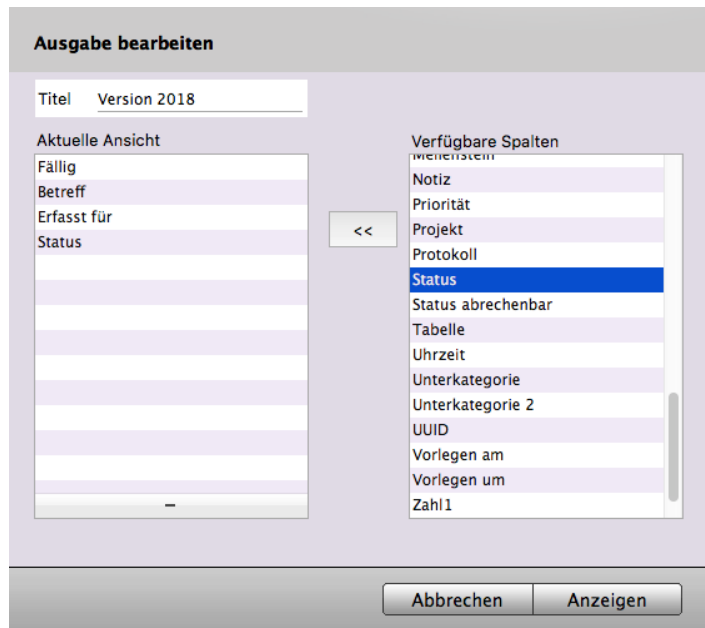 Ausgabe bearbeiten
Titel Version 2018
Aktuelle Ansicht
Fällig
Betreff
Erfasst für
Status
–
<<
Verfügbare Spalten
Meilenstein
Notiz
Priorität
Projekt
Protokoll
Status
Status abrechenbar
Tabelle
Uhrzeit
Unterkategorie
Unterkategorie 2
UUID
Vorlegen am
Vorlegen um
Zahl1
Abbrechen
Anzeigen